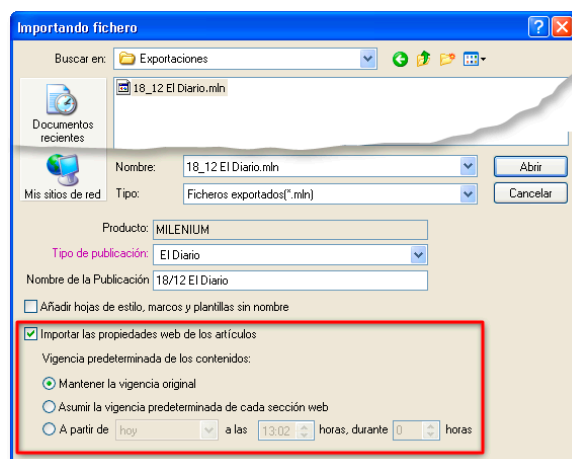 Importando fichero
Buscar en: Exportaciones
18_12 El Diario.mln
Documentos
recientes
Mis sitios de red
Nombre: 18_12 El Diario.mln Abrir
Tipo: Ficheros exportados(*.mln) Cancelar
Producto: MILENIUM
Tipo de publicación: El Diario
Nombre de la Publicación 18/12 El Diario
Añadir hojas de estilo, marcos y plantillas sin nombre
Importar las propiedades web de los artículos
Vigencia predeterminada de los contenidos:
Mantener la vigencia original
Asumir la vigencia predeterminada de cada sección web
A partir de hoy a las 13:02 horas, durante 0 horas